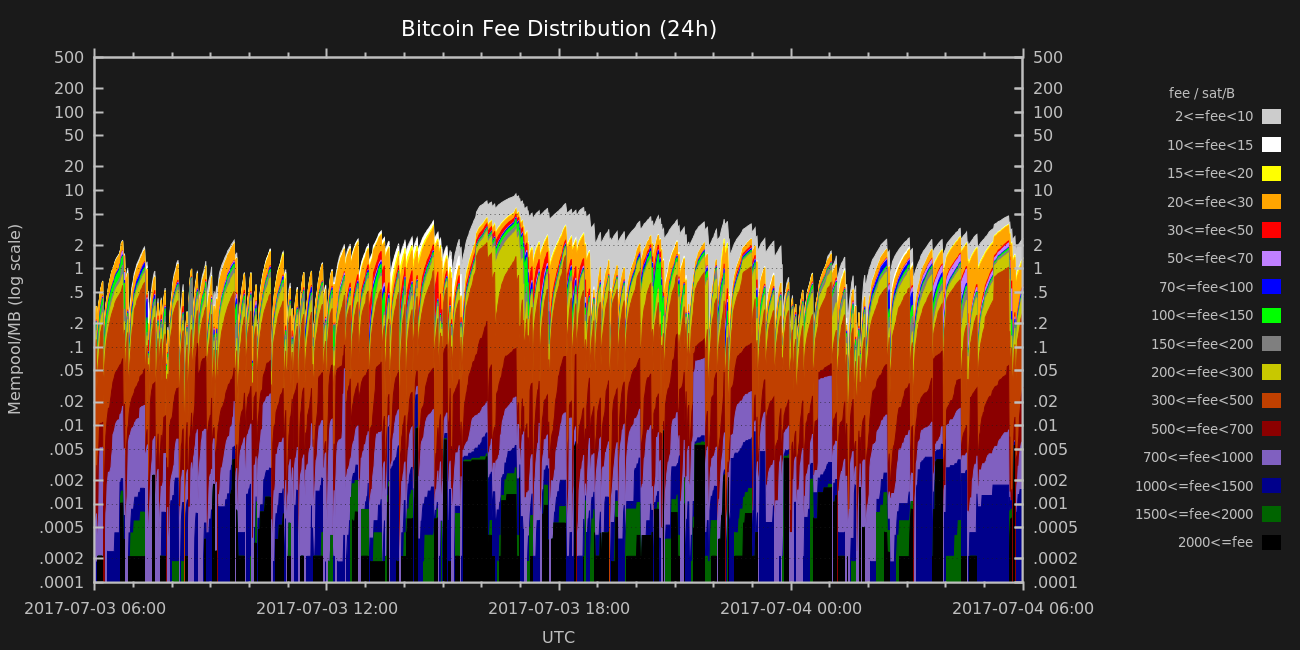 Bitcoin Fee Distribution (24h)
Mempool/MB (log scale)
500
200
100
50
20
10
5
2
1
.5
.2
.1
.05
.02
.01
.005
.002
.001
.0005
.0002
.0001
500
200
100
50
20
10
5
2
1
.5
.2
.1
.05
.02
.01
.005
.002
.001
.0005
.0002
.0001
2017-07-03 06:00 2017-07-03 12:00 2017-07-03 18:00 2017-07-04 00:00 2017-07-04 06:00
UTC
fee / sat/B
2<=fee<10
10<=fee<15
15<=fee<20
20<=fee<30
30<=fee<50
50<=fee<70
70<=fee<100
100<=fee<150
150<=fee<200
200<=fee<300
300<=fee<500
500<=fee<700
700<=fee<1000
1000<=fee<1500
1500<=fee<2000
2000<=fee